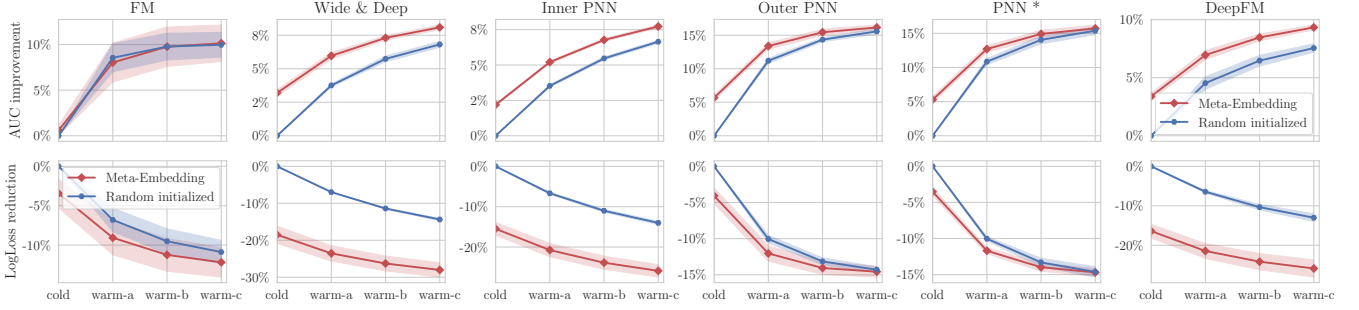 FM
Wide & Deep
Inner PNN
Outer PNN
PNN *
DeepFM
AUC improvement
10%
5%
0%
8%
5%
2%
0%
8%
5%
2%
0%
15%
10%
5%
0%
15%
10%
5%
0%
10%
5%
0%
Meta-Embedding
Random initialized
LogLoss reduction
0%
-5%
-10%
Meta-Embedding
Random initialized
0%
-10%
-20%
-30%
0%
-10%
-20%
0%
-5%
-10%
-15%
0%
-5%
-10%
-15%
0%
-10%
-20%
cold warm-a warm-b warm-c
cold warm-a warm-b warm-c
cold warm-a warm-b warm-c
cold warm-a warm-b warm-c
cold warm-a warm-b warm-c
cold warm-a warm-b warm-c